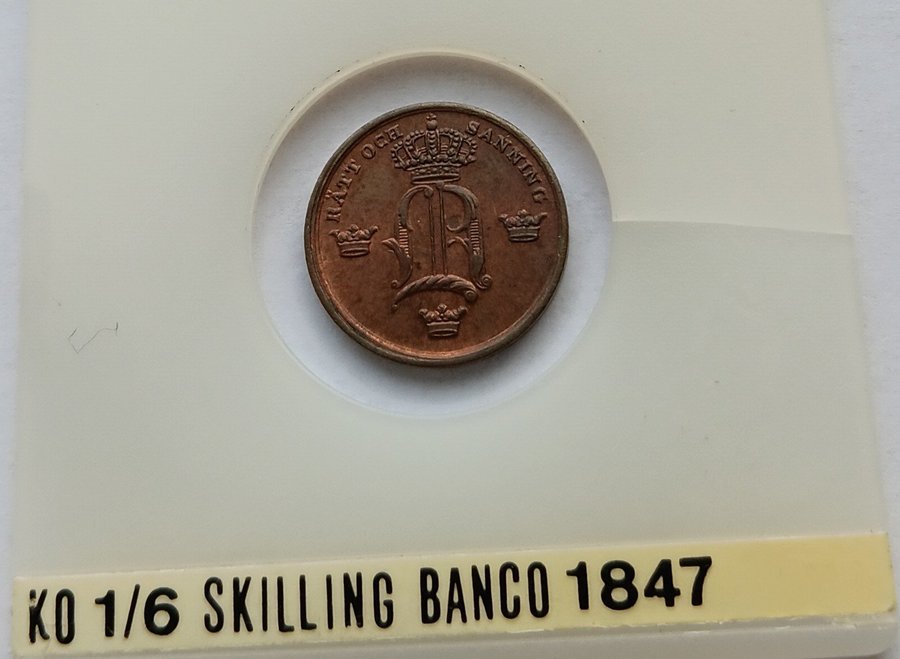 RÄTT OCH SANNING
KO 1/6 SKILLING BANCO 1847